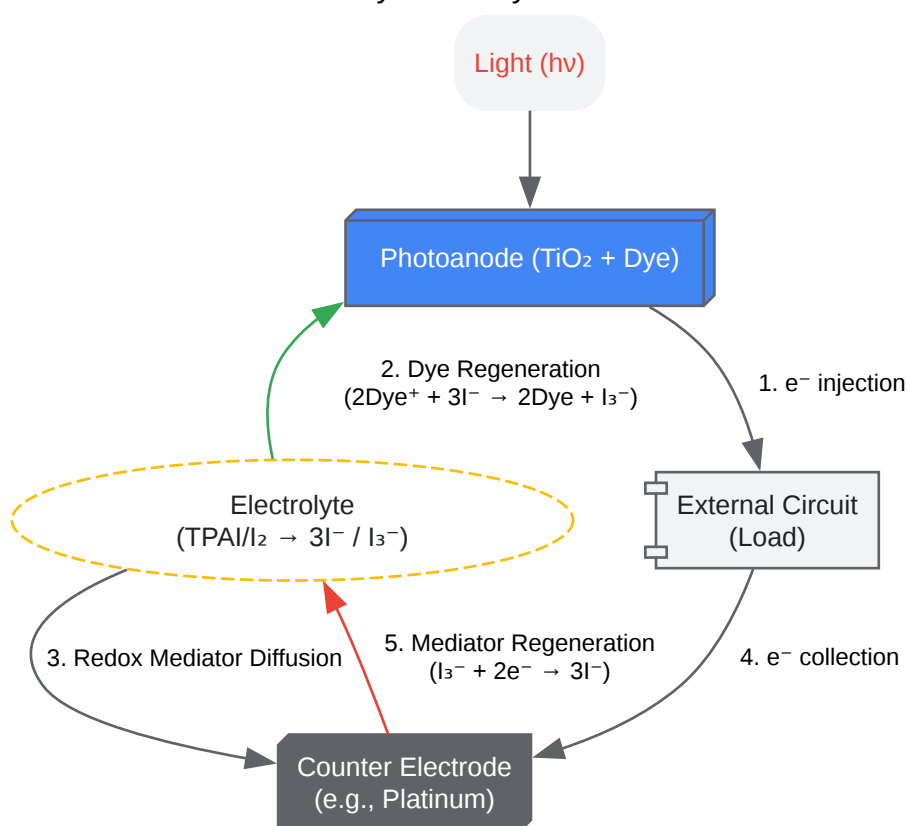 Light (hν)
Photoanode (TiO₂ + Dye)
2. Dye Regeneration
(2Dye⁺ + 3I⁻ → 2Dye + I₃⁻)
1. e⁻ injection
Electrolyte
(TPAI/I₂ → 3I⁻ / I₃⁻)
External Circuit
(Load)
3. Redox Mediator Diffusion
5. Mediator Regeneration
(I₃⁻ + 2e⁻ → 3I⁻)
4. e⁻ collection
Counter Electrode
(e.g., Platinum)